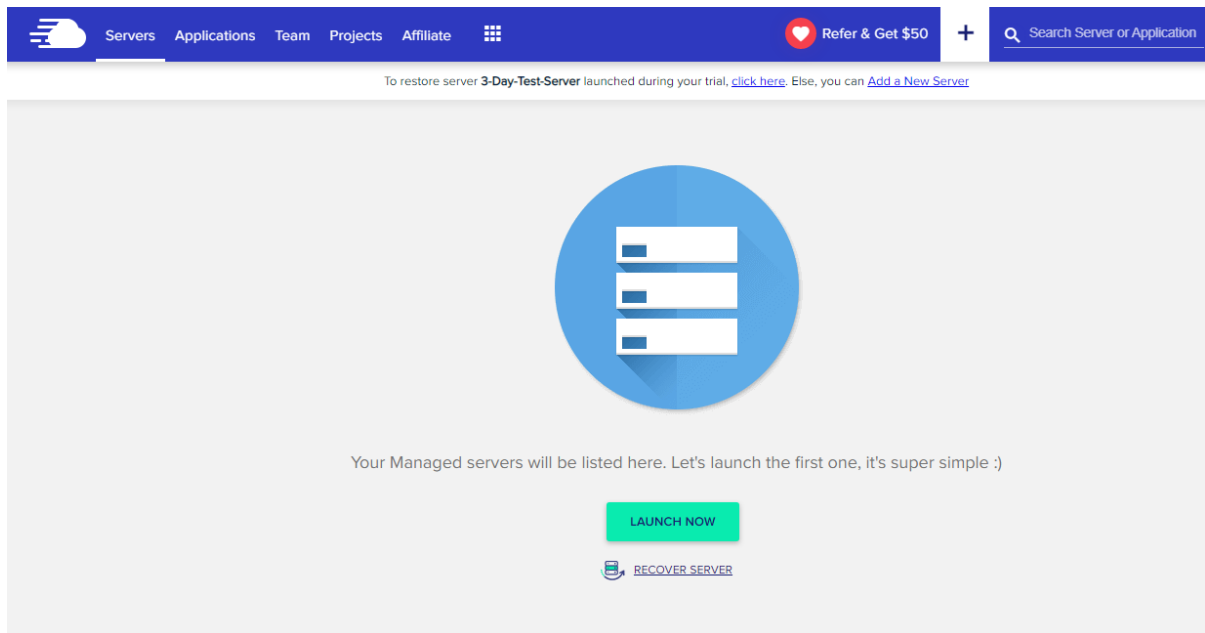 Servers Applications Team Projects Affiliate Refer & Get $50 + Search Server or Application
To restore server 3-Day-Test-Server launched during your trial, click here. Else, you can Add a New Server
Your Managed servers will be listed here. Let's launch the first one, it's super simple :)
LAUNCH NOW
RECOVER SERVER